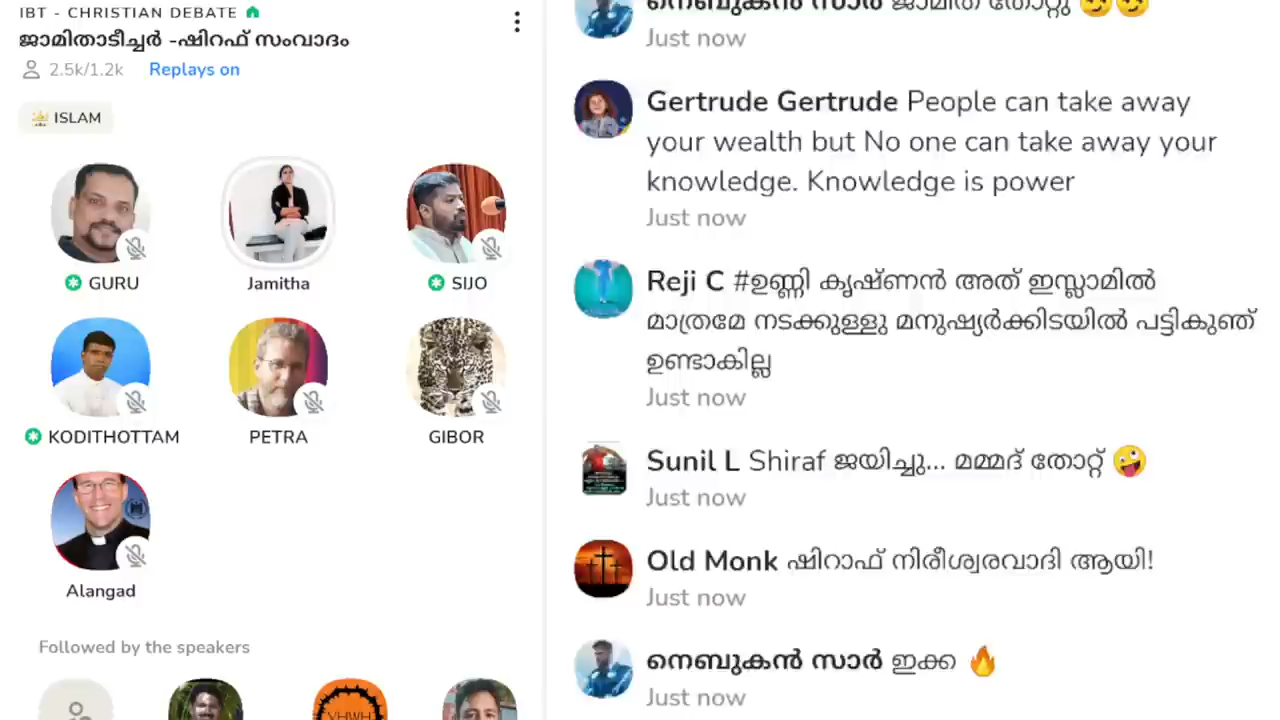 IBT - CHRISTIAN DEBATE
ജാമിതാടീച്ചർ -ഷിറഫ് സംവാദം
2.5k/1.2k Replays on
ISLAM
GURU
Jamitha
SIJO
KODITHOTTAM
PETRA
GIBOR
Alangad
Followed by the speakers
YHWH
നെബുകൻ സാർ ജാമിത തോറ്റു 😏😏
Just now
Gertrude Gertrude People can take away
your wealth but No one can take away your
knowledge. Knowledge is power
Just now
Reji C #ഉണ്ണി കൃഷ്ണൻ അത് ഇസ്ലാമിൽ
മാത്രമേ നടക്കുള്ളു മനുഷ്യർക്കിടയിൽ പട്ടികുഞ്
ഉണ്ടാകില്ല
Just now
Sunil L Shiraf ജയിച്ചു... മമ്മദ് തോറ്റ് 🤪
Just now
Old Monk ഷിറാഫ് നിരീശ്വരവാദി ആയി!
Just now
നെബുകൻ സാർ ഇക്ക 🔥
Just now